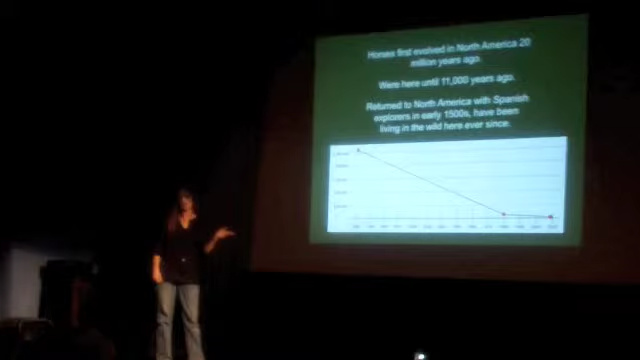 Horses first evolved in North America 20
million years ago.
Were here until 11,000 years ago.
Returned to North America with Spanish
explorers in early 1500s, have been
living in the wild here ever since.